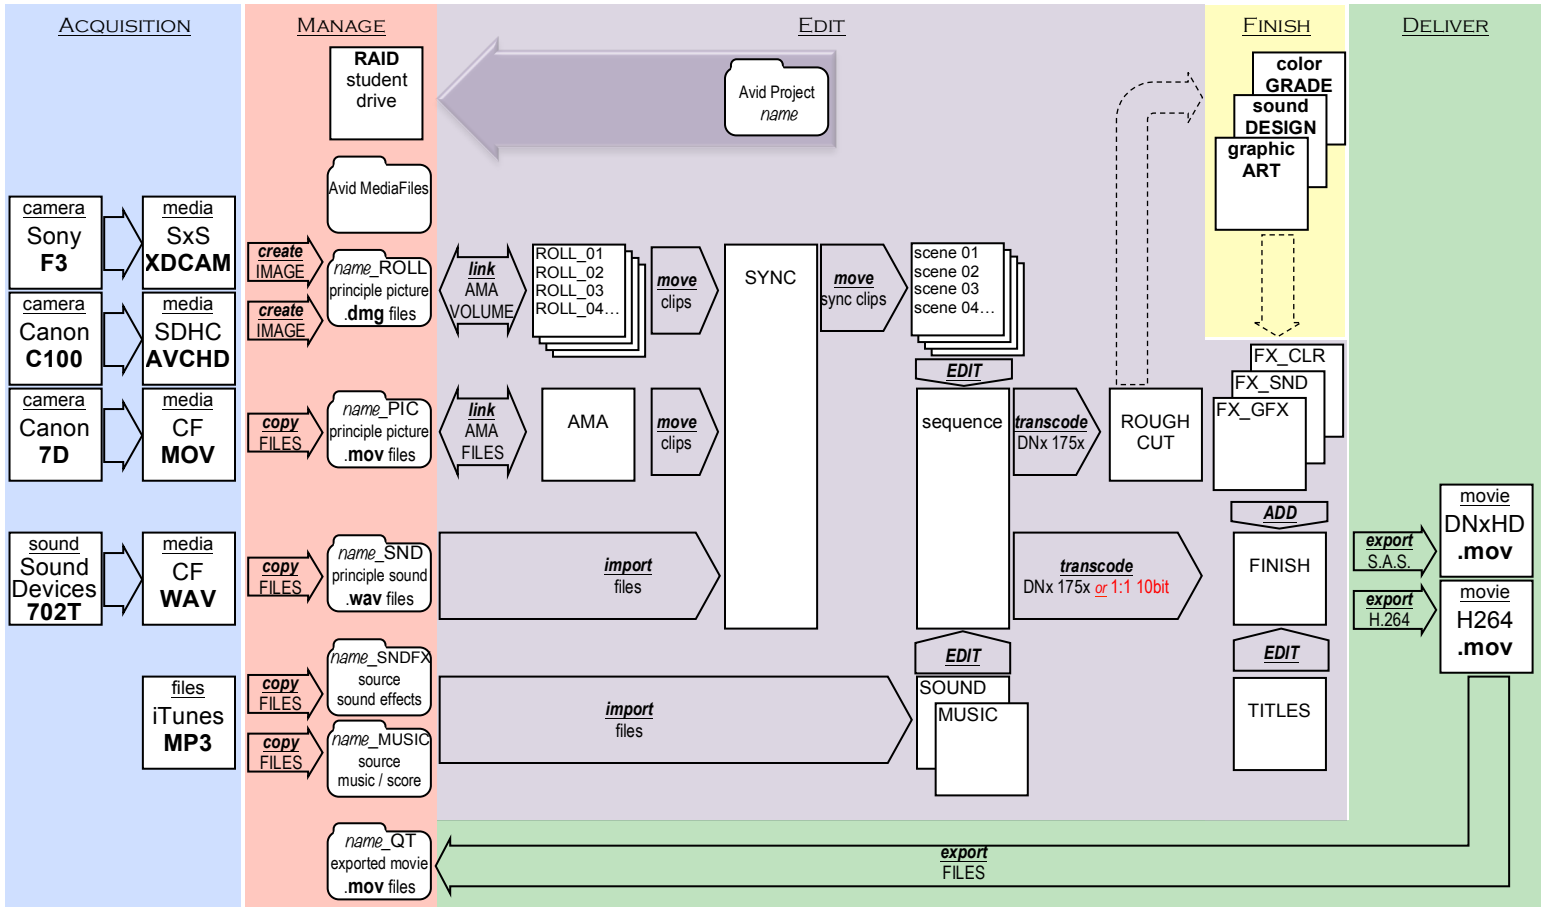 ACQUISITION
MANAGE
EDIT
FINISH
DELIVER
RAID
student
drive
Avid Project
name
color
GRADE
sound
DESIGN
graphic
ART
Avid MediaFiles
camera
Sony
F3
media
SxS
XDCAM
create
IMAGE
create
IMAGE
name_ROLL
principle picture
.dmg files
link
AMA
VOLUME
ROLL_01
ROLL_02
ROLL_03
ROLL_04...
move
clips
SYNC
move
sync clips
scene 01
scene 02
scene 03
scene 04...
EDIT
camera
Canon
C100
media
SDHC
AVCHD
camera
Canon
7D
media
CF
MOV
copy
FILES
name_PIC
principle picture
.mov files
link
AMA
FILES
AMA
move
clips
sequence
transcode
DNx 175x
ROUGH
CUT
FX_CLR
FX_SND
FX_GFX
ADD
sound
Sound
Devices
702T
media
CF
WAV
copy
FILES
name_SND
principle sound
.wav files
import
files
transcode
DNx 175x or 1:1 10bit
FINISH
export
S.A.S.
export
H.264
movie
DNxHD
.mov
movie
H264
.mov
files
iTunes
MP3
copy
FILES
copy
FILES
name_SNDFX
source
sound effects
name_MUSIC
source
music / score
import
files
EDIT
SOUND
MUSIC
EDIT
TITLES
name_QT
exported movie
.mov files
export
FILES